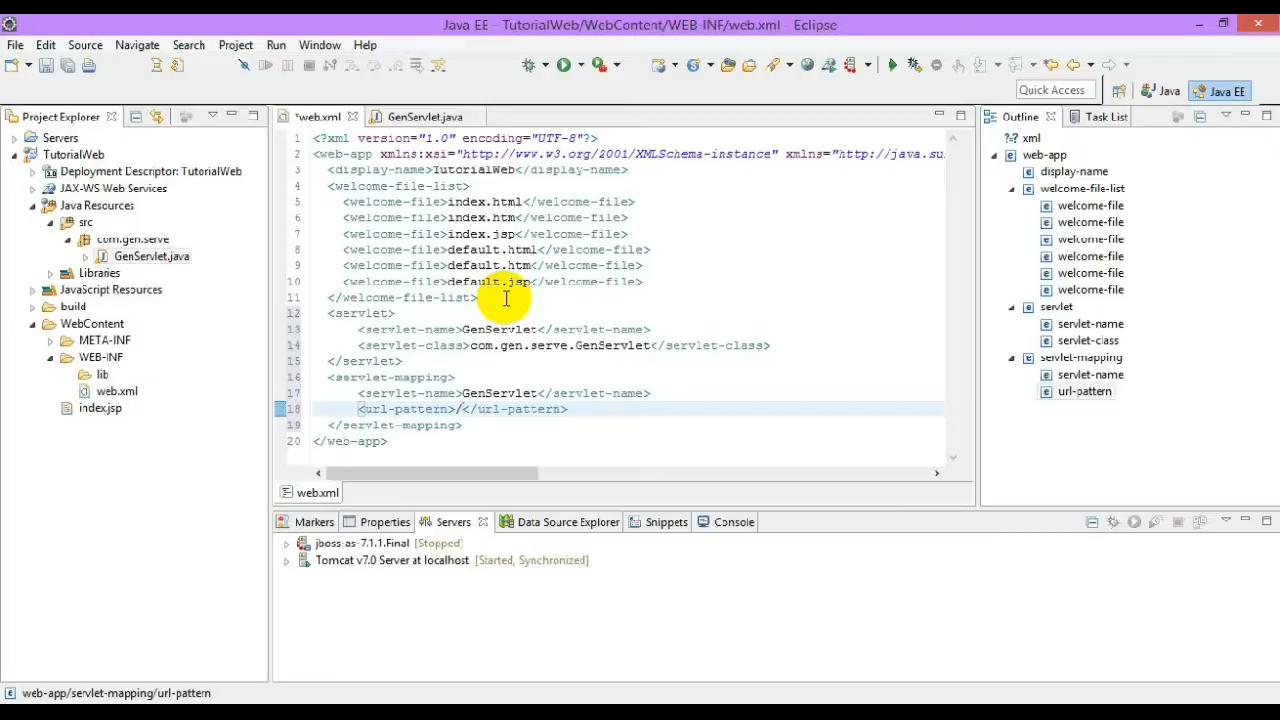 Java EE - TutorialWeb/WebContent/WEB-INF/web.xml - Eclipse
File Edit Source Navigate Search Project Run Window Help
Quick Access Java Java EE
Project Explorer
Servers
TutorialWeb
Deployment Descriptor: TutorialWeb
JAX-WS Web Services
Java Resources
src
com.gen.serve
GenServlet.java
Libraries
JavaScript Resources
build
WebContent
META-INF
WEB-INF
lib
web.xml
index.jsp
*web.xml GenServlet.java
1 <?xml version="1.0" encoding="UTF-8"?>
2 <web-app xmlns:xsi="http://www.w3.org/2001/XMLSchema-instance" xmlns="http://java.su
3 <display-name>TutorialWeb</display-name>
4 <welcome-file-list>
5 <welcome-file>index.html</welcome-file>
6 <welcome-file>index.htm</welcome-file>
7 <welcome-file>index.jsp</welcome-file>
8 <welcome-file>default.html</welcome-file>
9 <welcome-file>default.htm</welcome-file>
10 <welcome-file>default.jsp</welcome-file>
11 </welcome-file-list>
12 <servlet>
13 <servlet-name>GenServlet</servlet-name>
14 <servlet-class>com.gen.serve.GenServlet</servlet-class>
15 </servlet>
16 <servlet-mapping>
17 <servlet-name>GenServlet</servlet-name>
18 <url-pattern>/</url-pattern>
19 </servlet-mapping>
20 </web-app>
web.xml
Outline Task List
xml
web-app
display-name
welcome-file-list
welcome-file
welcome-file
welcome-file
welcome-file
welcome-file
welcome-file
servlet
servlet-name
servlet-class
servlet-mapping
servlet-name
url-pattern
Markers Properties Servers Data Source Explorer Snippets Console
jboss-as-7.1.1.Final [Stopped]
Tomcat v7.0 Server at localhost [Started, Synchronized]
web-app/servlet-mapping/url-pattern